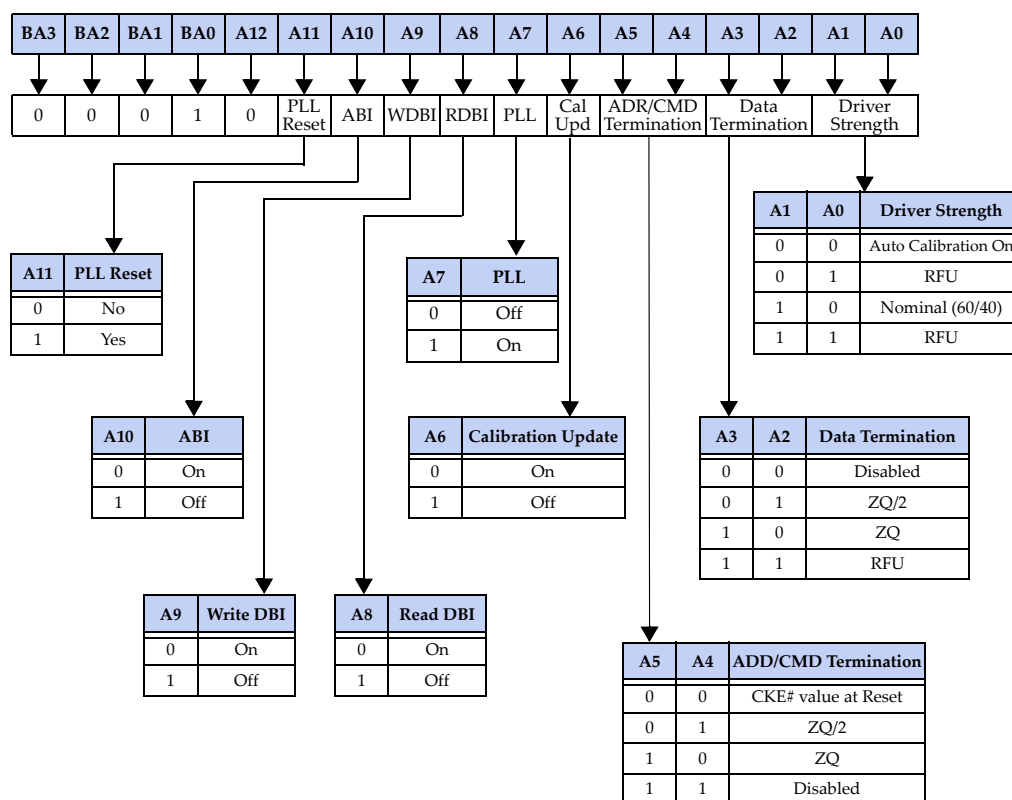 BA3 BA2 BA1 BA0 A12 A11 A10 A9 A8 A7 A6 A5 A4 A3 A2 A1 A0
0 0 0 1 0 PLL Reset ABI WDBI RDBI PLL Cal Upd ADR/CMD Termination Data Termination Driver Strength
A1 A0 Driver Strength
0 0 Auto Calibration On
0 1 RFU
1 0 Nominal (60/40)
1 1 RFU
A11 PLL Reset
0 No
1 Yes
A7 PLL
0 Off
1 On
A10 ABI
0 On
1 Off
A6 Calibration Update
0 On
1 Off
A3 A2 Data Termination
0 0 Disabled
0 1 ZQ/2
1 0 ZQ
1 1 RFU
A9 Write DBI
0 On
1 Off
A8 Read DBI
0 On
1 Off
A5 A4 ADD/CMD Termination
0 0 CKE# value at Reset
0 1 ZQ/2
1 0 ZQ
1 1 Disabled